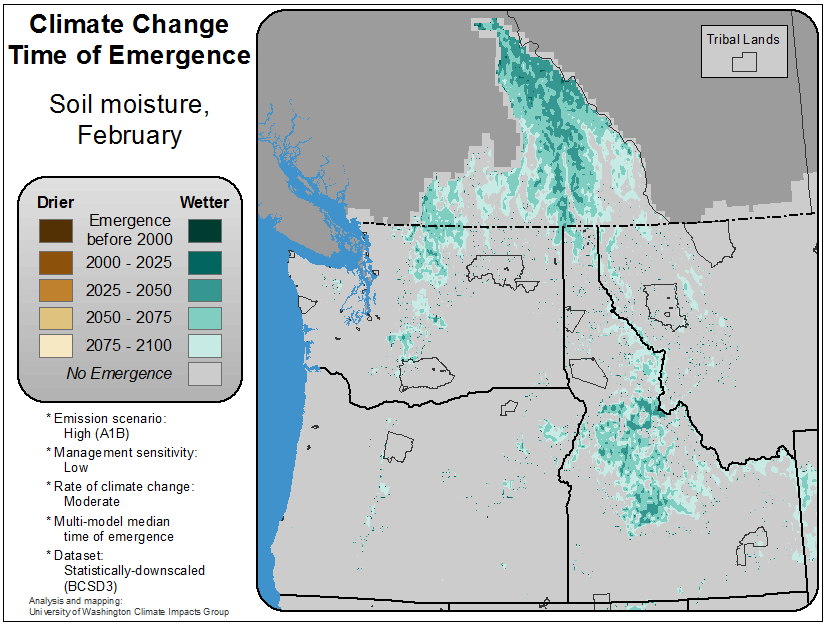 Climate Change
Time of Emergence
Soil moisture,
February
Drier
Wetter
Emergence
before 2000
2000 - 2025
2025 - 2050
2050 - 2075
2075 - 2100
No Emergence
* Emission scenario:
High (A1B)
* Management sensitivity:
Low
* Rate of climate change:
Moderate
* Multi-model median
time of emergence
* Dataset:
Statistically-downscaled
(BCSD3)
Analysis and mapping:
University of Washington Climate Impacts Group
Tribal Lands